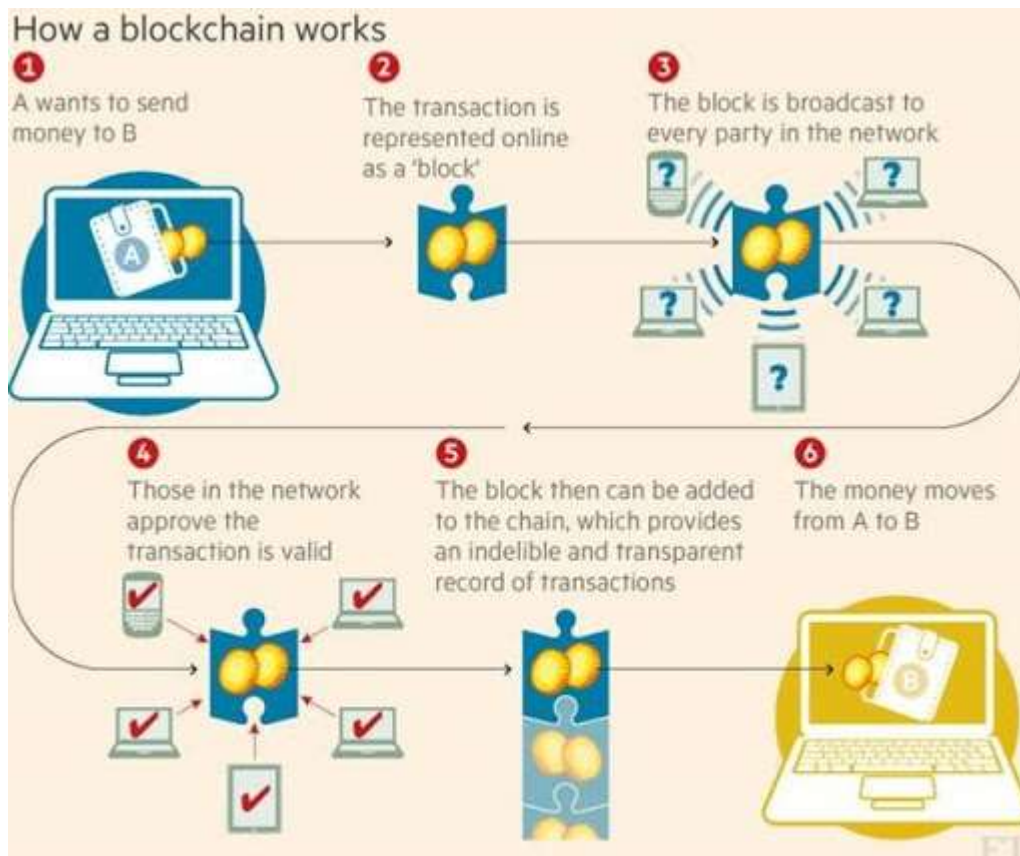 How a blockchain works
1
A wants to send
money to B
2
The transaction is
represented online
as a 'block'
3
The block is broadcast to
every party in the network
A
?
?
?
?
?
4
Those in the network
approve the
transaction is valid
5
The block then can be added
to the chain, which provides
an indelible and transparent
record of transactions
6
The money moves
from A to B
B